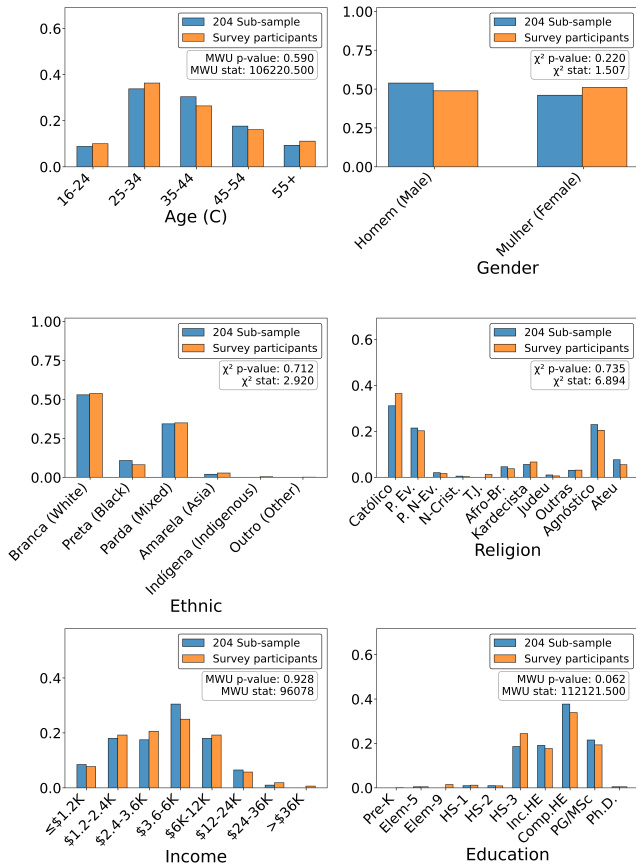 0.6
0.4
0.2
0.0
204 Sub-sample
Survey participants
MWU p-value: 0.590
MWU stat: 106220.500
16-24
25-34
35-44
45-54
55+
Age (C)
1.00
0.75
0.50
0.25
0.00
204 Sub-sample
Survey participants
χ² p-value: 0.220
χ² stat: 1.507
Homem (Male)
Mulher (Female)
Gender
1.00
0.75
0.50
0.25
0.00
204 Sub-sample
Survey participants
χ² p-value: 0.712
χ² stat: 2.920
Branca (White)
Preta (Black)
Parda (Mixed)
Amarela (Asia)
Indígena (Indigenous)
Outro (Other)
Ethnic
0.6
0.4
0.2
0.0
204 Sub-sample
Survey participants
χ² p-value: 0.735
χ² stat: 6.894
Católico
P. Ev.
P. N-Ev.
N-Crist.
T.J.
Afro-Br.
Kardecista
Judeu
Outras
Agnóstico
Ateu
Religion
0.4
0.2
0.0
204 Sub-sample
Survey participants
MWU p-value: 0.928
MWU stat: 96078
≤$1.2K
$1.2-2.4K
$2.4-3.6K
$3.6-6K
$6K-12K
$12-24K
$24-36K
>$36K
Income
0.6
0.4
0.2
0.0
204 Sub-sample
Survey participants
MWU p-value: 0.062
MWU stat: 112121.500
Pre-K
Elem-5
Elem-9
HS-1
HS-2
HS-3
Inc.HE
Comp.HE
PG/MSc
Ph.D.
Education